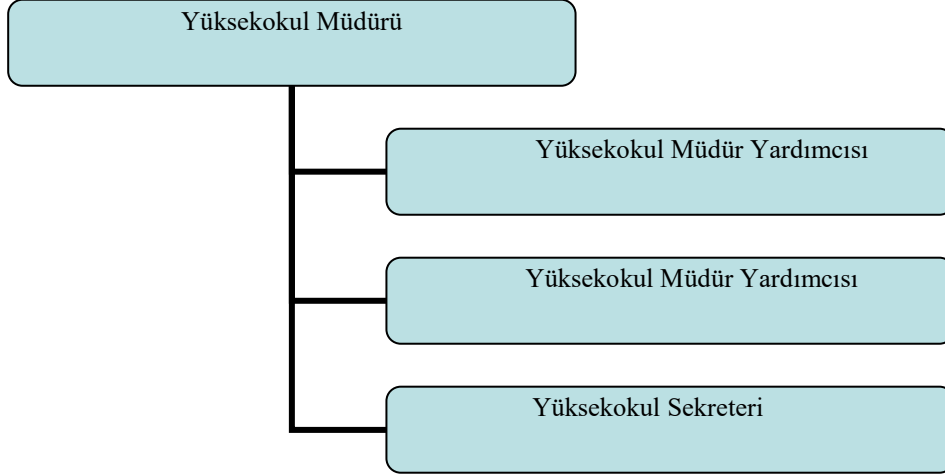 Yüksekokul Müdürü
Yüksekokul Müdür Yardımcısı
Yüksekokul Müdür Yardımcısı
Yüksekokul Sekreteri